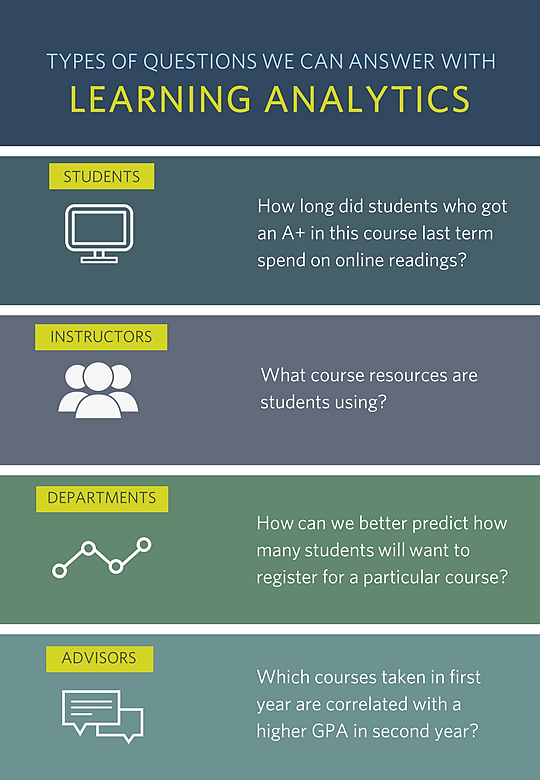 TYPES OF QUESTIONS WE CAN ANSWER WITH
LEARNING ANALYTICS
STUDENTS
How long did students who got
an A+ in this course last term
spend on online readings?
INSTRUCTORS
What course resources are
students using?
DEPARTMENTS
How can we better predict how
many students will want to
register for a particular course?
ADVISORS
Which courses taken in first
year are correlated with a
higher GPA in second year?